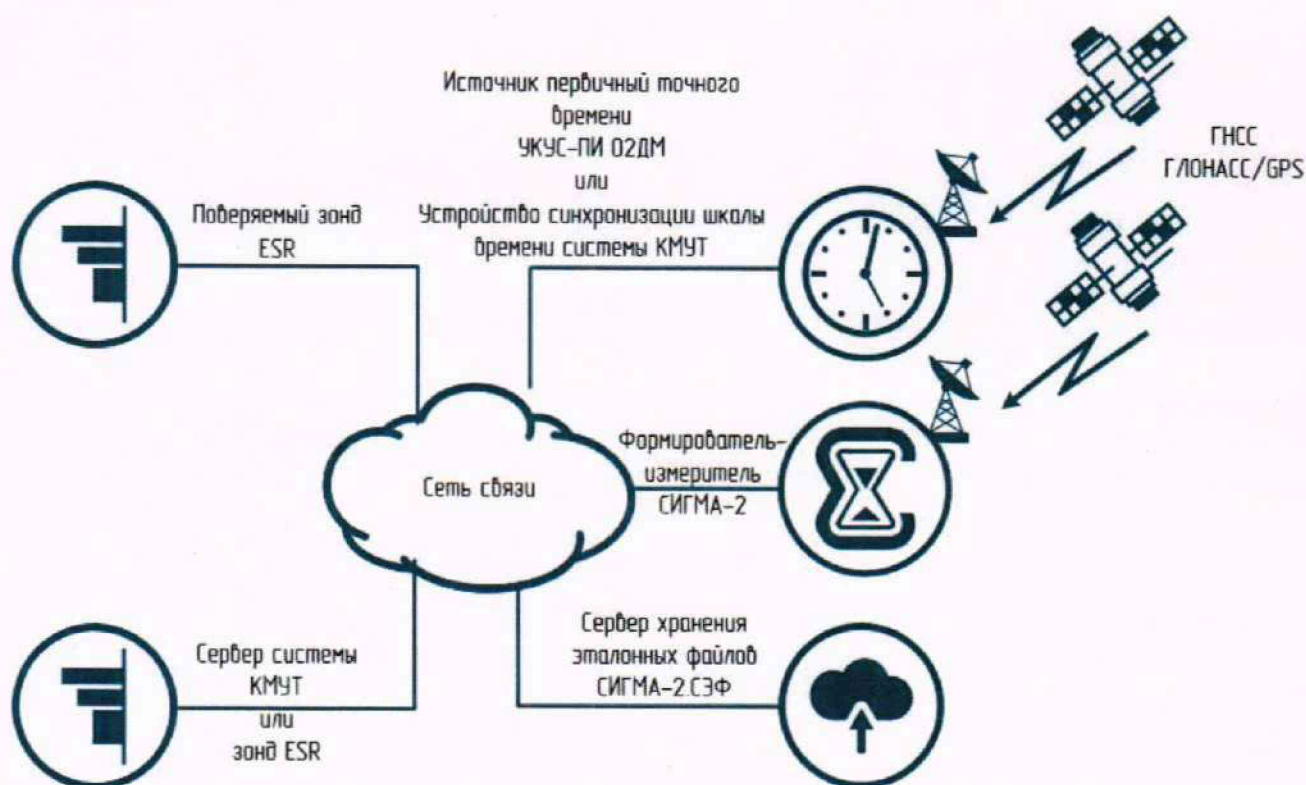 Источник первичный точного
времени
УКУС-ПИ 02ДМ
или
Устройство синхронизации шкалы
времени системы КМУТ
ГНСС
ГЛОНАСС/GPS
Поверяемый зонд
ESR
Формирователь-
измеритель
СИГМА-2
Сеть связи
Сервер хранения
эталонных файлов
СИГМА-2.СЭФ
Сервер системы
КМУТ
или
зонд ESR